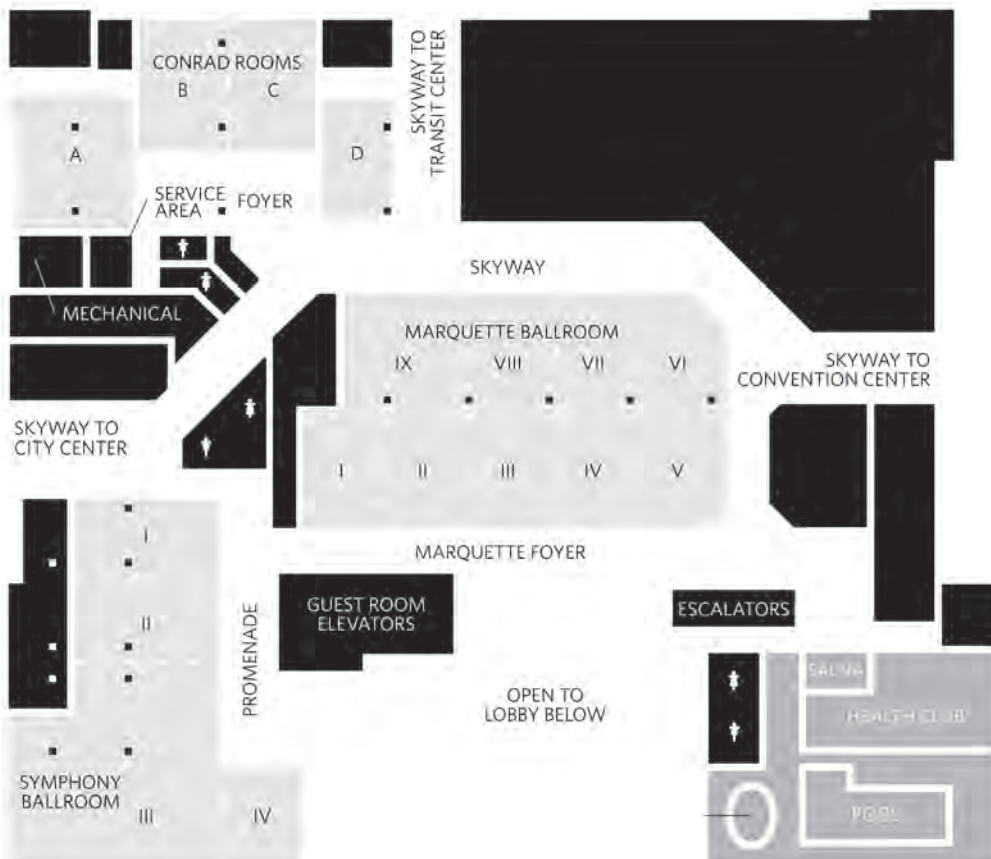 CONRAD ROOMS
B
C
SKYWAY TO
TRANSIT CENTER
A
D
SERVICE
AREA
FOYER
SKYWAY
MECHANICAL
MARQUETTE BALLROOM
IX
VIII
VII
VI
SKYWAY TO
CONVENTION CENTER
SKYWAY TO
CITY CENTER
I
II
III
IV
V
I
MARQUETTE FOYER
GUEST ROOM
ELEVATORS
ESCALATORS
II
PROMENADE
SAUNA
OPEN TO
LOBBY BELOW
HEALTH CLUB
SYMPHONY
BALLROOM
III
IV
POOL